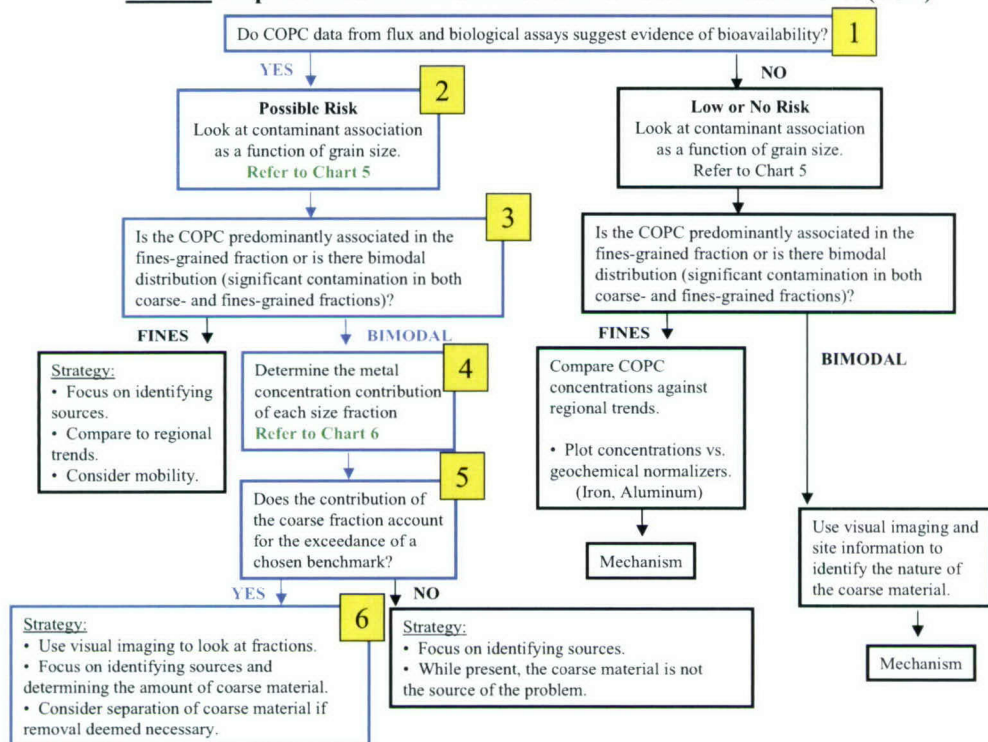 Do COPC data from flux and biological assays suggest evidence of bioavailability?
1
YES
NO
2
Possible Risk
Look at contaminant association
as a function of grain size.
Refer to Chart 5
Low or No Risk
Look at contaminant association
as a function of grain size.
Refer to Chart 5
3
Is the COPC predominantly associated in the
fines-grained fraction or is there bimodal
distribution (significant contamination in both
coarse- and fines-grained fractions)?
Is the COPC predominantly associated in the
fines-grained fraction or is there bimodal
distribution (significant contamination in both
coarse- and fines-grained fractions)?
FINES
BIMODAL
FINES
BIMODAL
Strategy:
• Focus on identifying
sources.
• Compare to regional
trends.
• Consider mobility.
4
Determine the metal
concentration contribution
of each size fraction
Refer to Chart 6
Compare COPC
concentrations against
regional trends.
• Plot concentrations vs.
geochemical normalizers.
(Iron, Aluminum)
5
Does the contribution of
the coarse fraction account
for the exceedance of a
chosen benchmark?
Mechanism
Use visual imaging and
site information to
identify the nature of
the coarse material.
Mechanism
YES
NO
6
Strategy:
• Use visual imaging to look at fractions.
• Focus on identifying sources and
determining the amount of coarse material.
• Consider separation of coarse material if
removal deemed necessary.
Strategy:
• Focus on identifying sources.
• While present, the coarse material is not
the source of the problem.